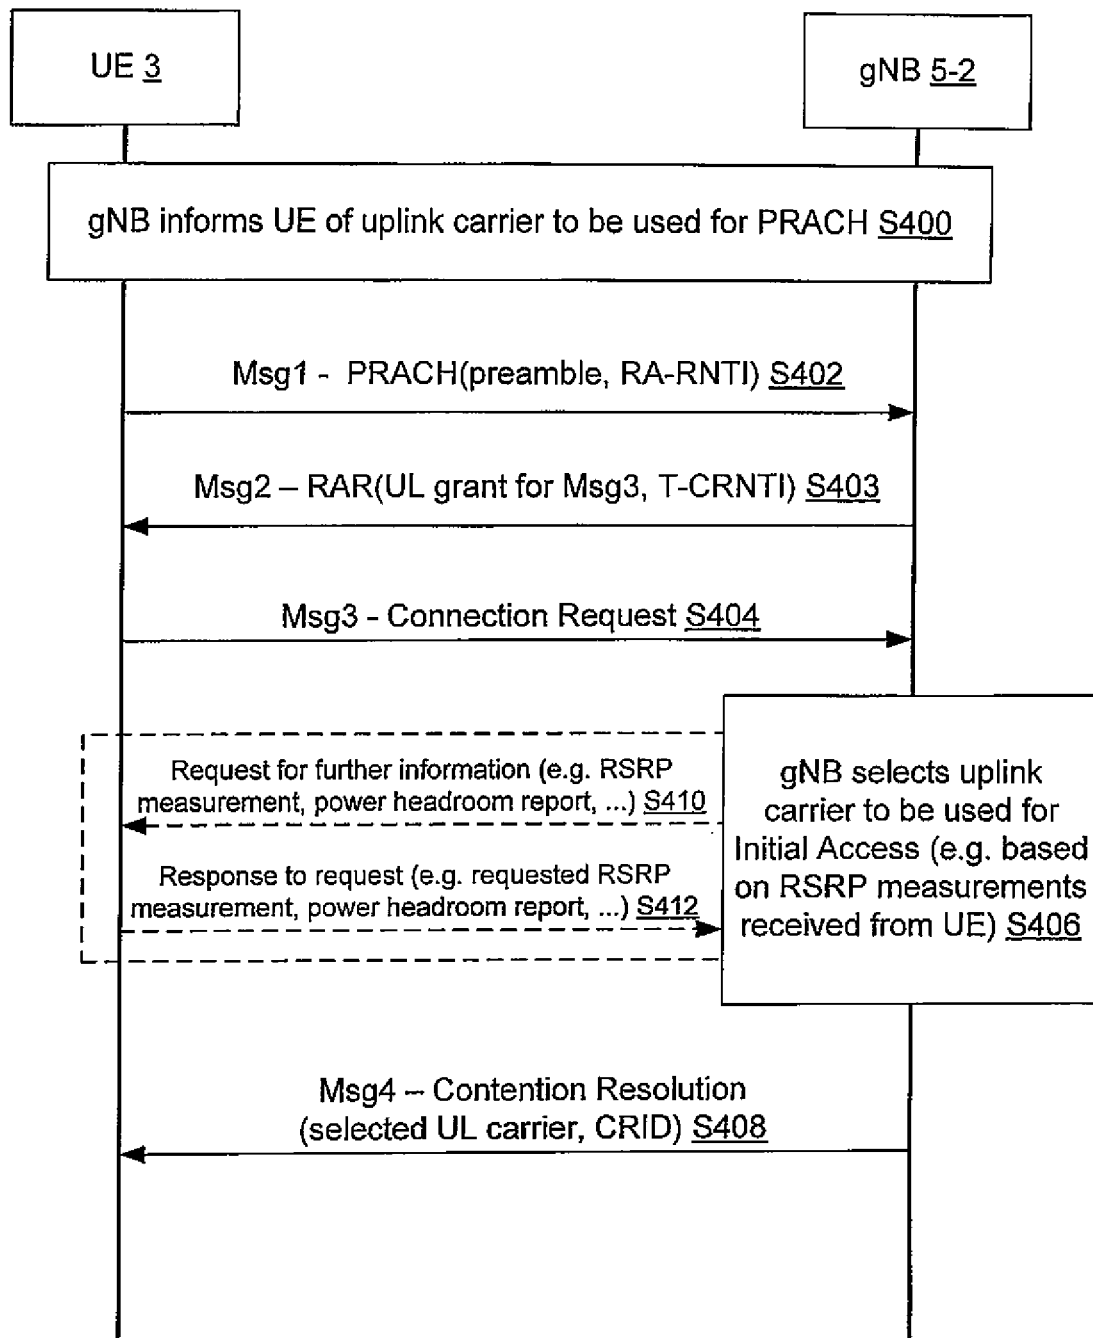 UE 3
gNB 5-2
gNB informs UE of uplink carrier to be used for PRACH S400
Msg1 - PRACH(preamble, RA-RNTI) S402
Msg2 – RAR(UL grant for Msg3, T-CRNTI) S403
Msg3 - Connection Request S404
Request for further information (e.g. RSRP
measurement, power headroom report, ...) S410
Response to request (e.g. requested RSRP
measurement, power headroom report, ...) S412
gNB selects uplink
carrier to be used for
Initial Access (e.g. based
on RSRP measurements
received from UE) S406
Msg4 – Contention Resolution
(selected UL carrier, CRID) S408